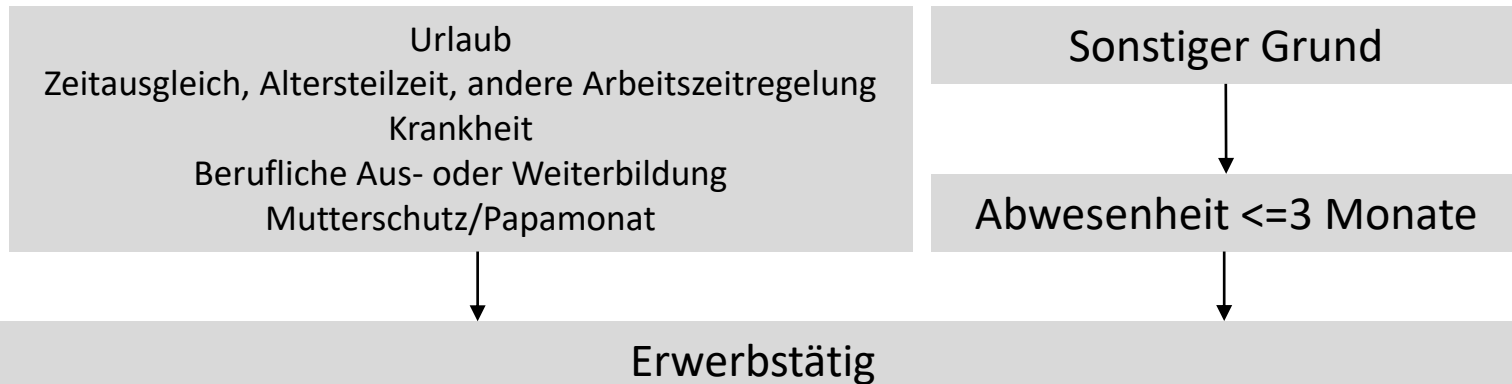 Urlaub
Zeitausgleich, Altersteilzeit, andere Arbeitszeitregelung
Krankheit
Berufliche Aus- oder Weiterbildung
Mutterschutz/Papamonat
Sonstiger Grund
Abwesenheit <=3 Monate
Erwerbstätig